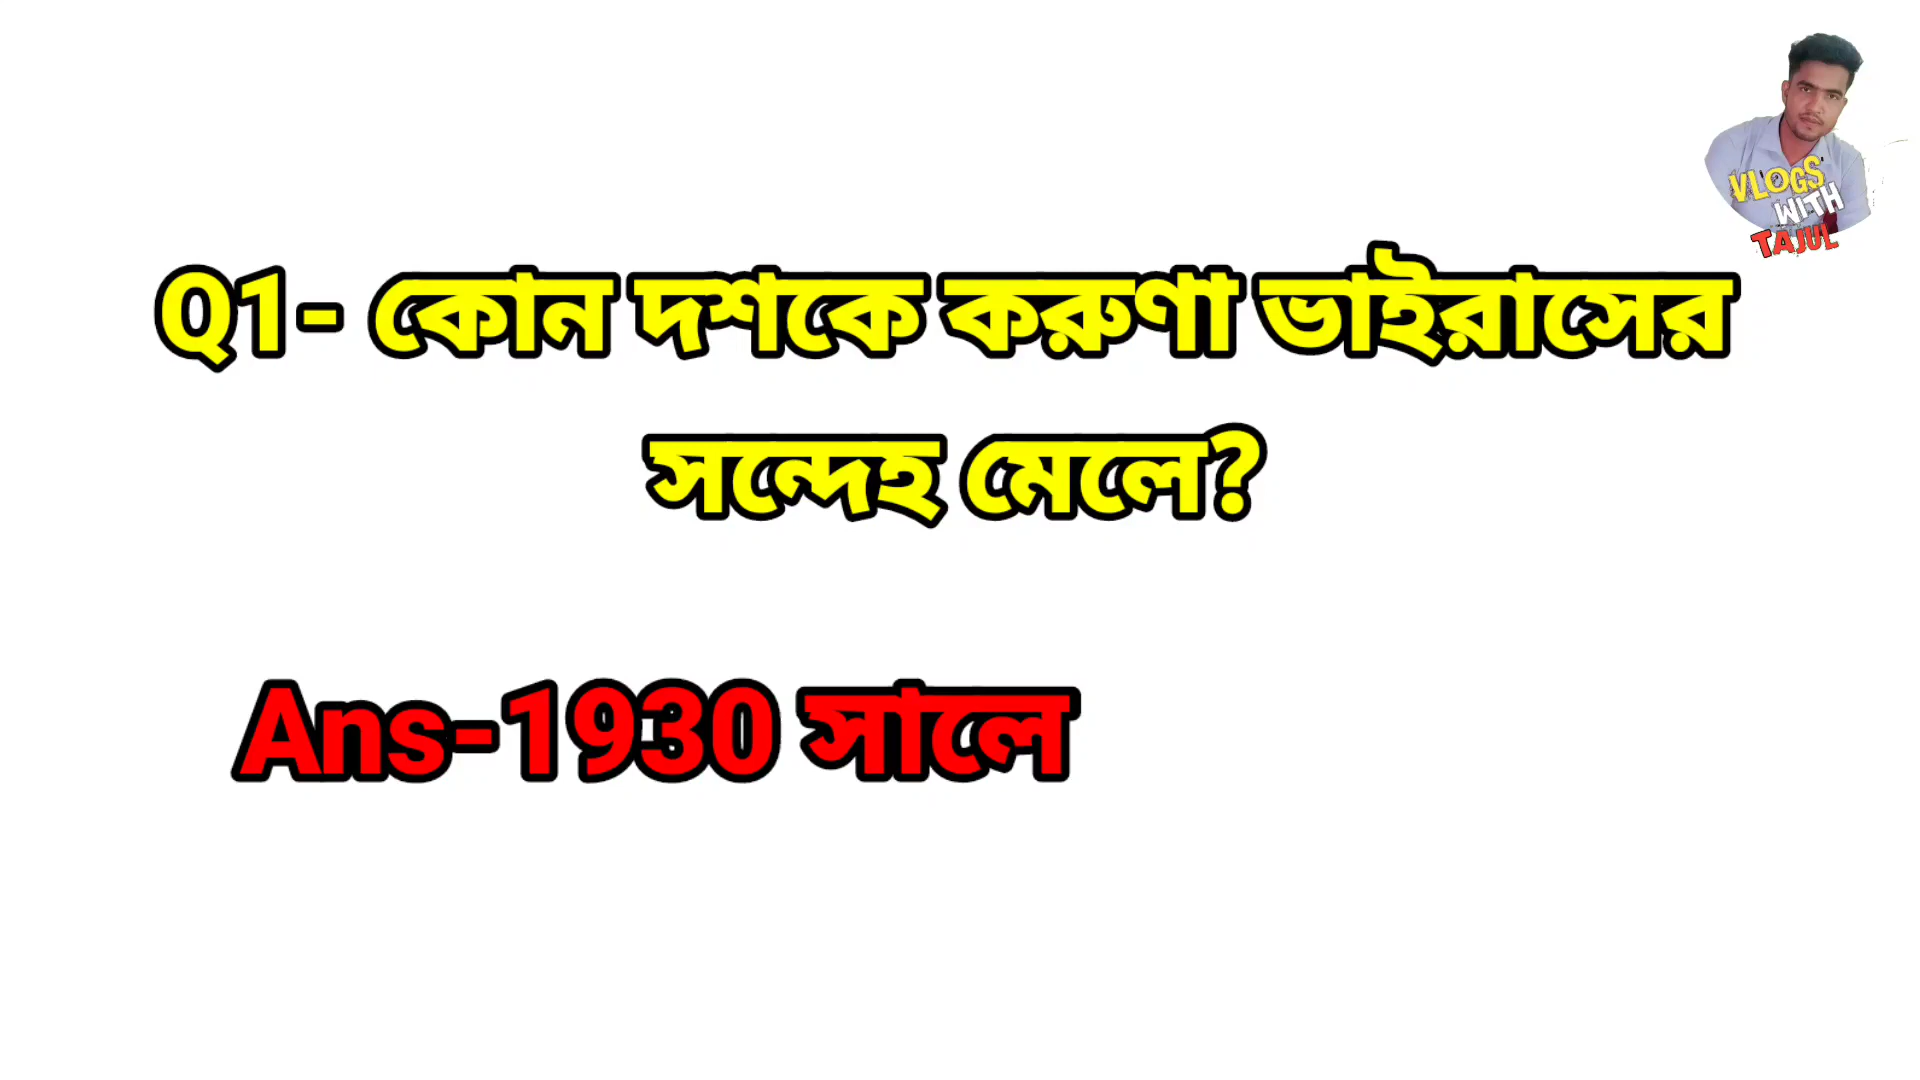 VLOGS
WITH
TAJUL
Q1- কোন দশকে করুণা ভাইরাসের
সন্দেহ মেলে?
Ans-1930 সালে